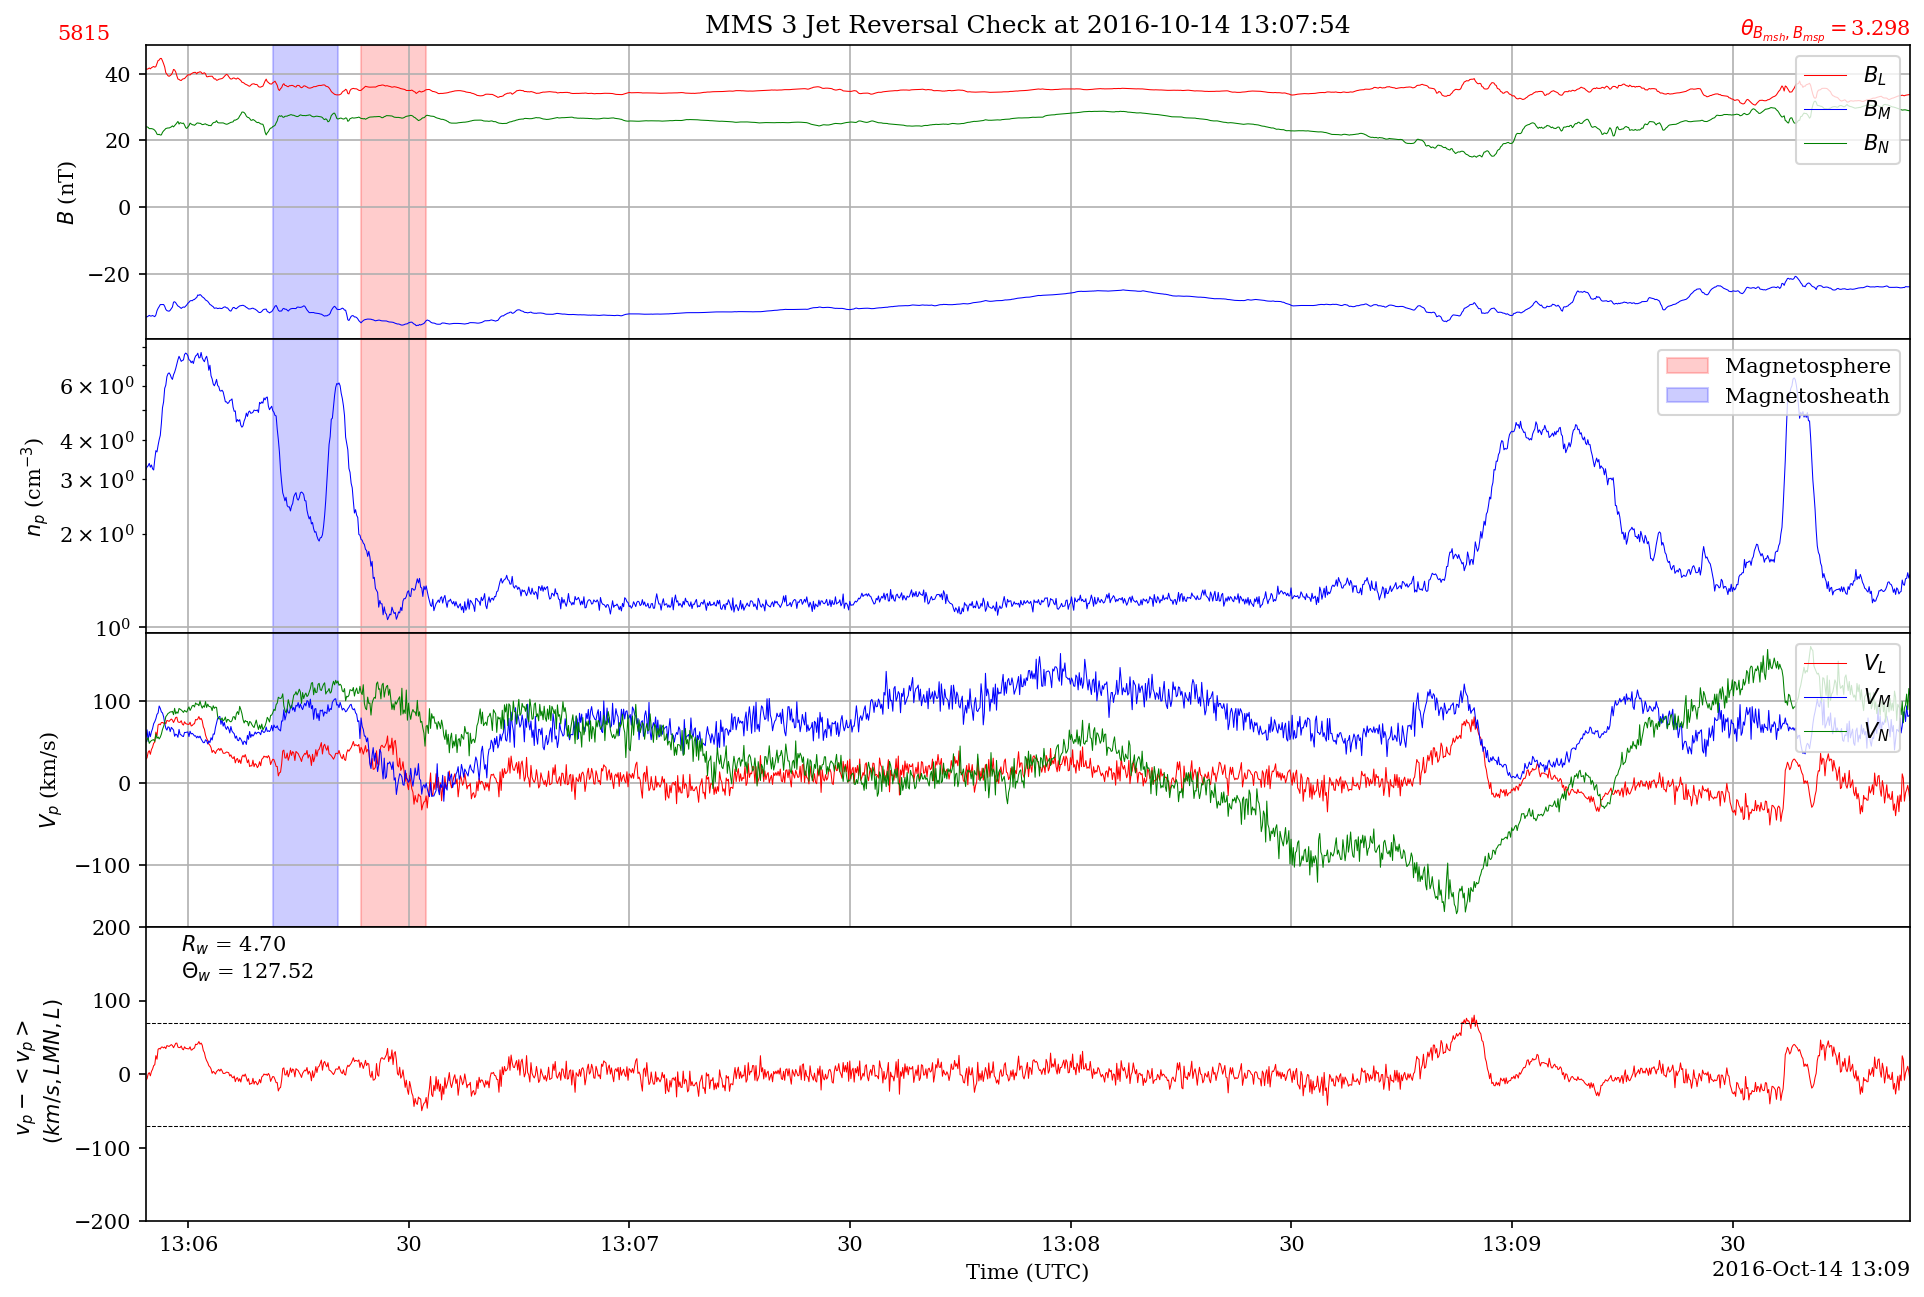 5815
MMS 3 Jet Reversal Check at 2016-10-14 13:07:54
θ_{B_{msh}, B_{msp}} = 3.298
B (nT)
40
20
0
−20
B_L
B_M
B_N
n_p (cm^{−3})
6 × 10^0
4 × 10^0
3 × 10^0
2 × 10^0
10^0
Magnetosphere
Magnetosheath
V_p (km/s)
100
0
−100
V_L
V_M
V_N
v_p − < v_p >
(km/s, LMN, L)
200
100
0
−100
−200
R_w = 4.70
Θ_w = 127.52
13:06 30 13:07 30 13:08 30 13:09 30
Time (UTC)
2016-Oct-14 13:09